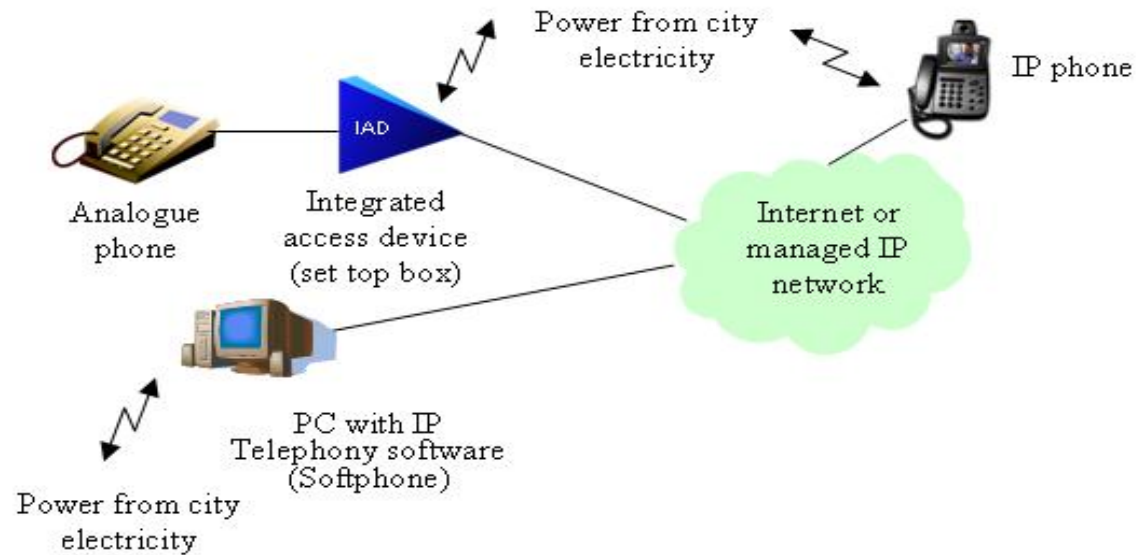 Power from city
electricity
IP phone
IAD
Analogue
phone
Integrated
access device
(set top box)
Internet or
managed IP
network
PC with IP
Telephony software
(Softphone)
Power from city
electricity